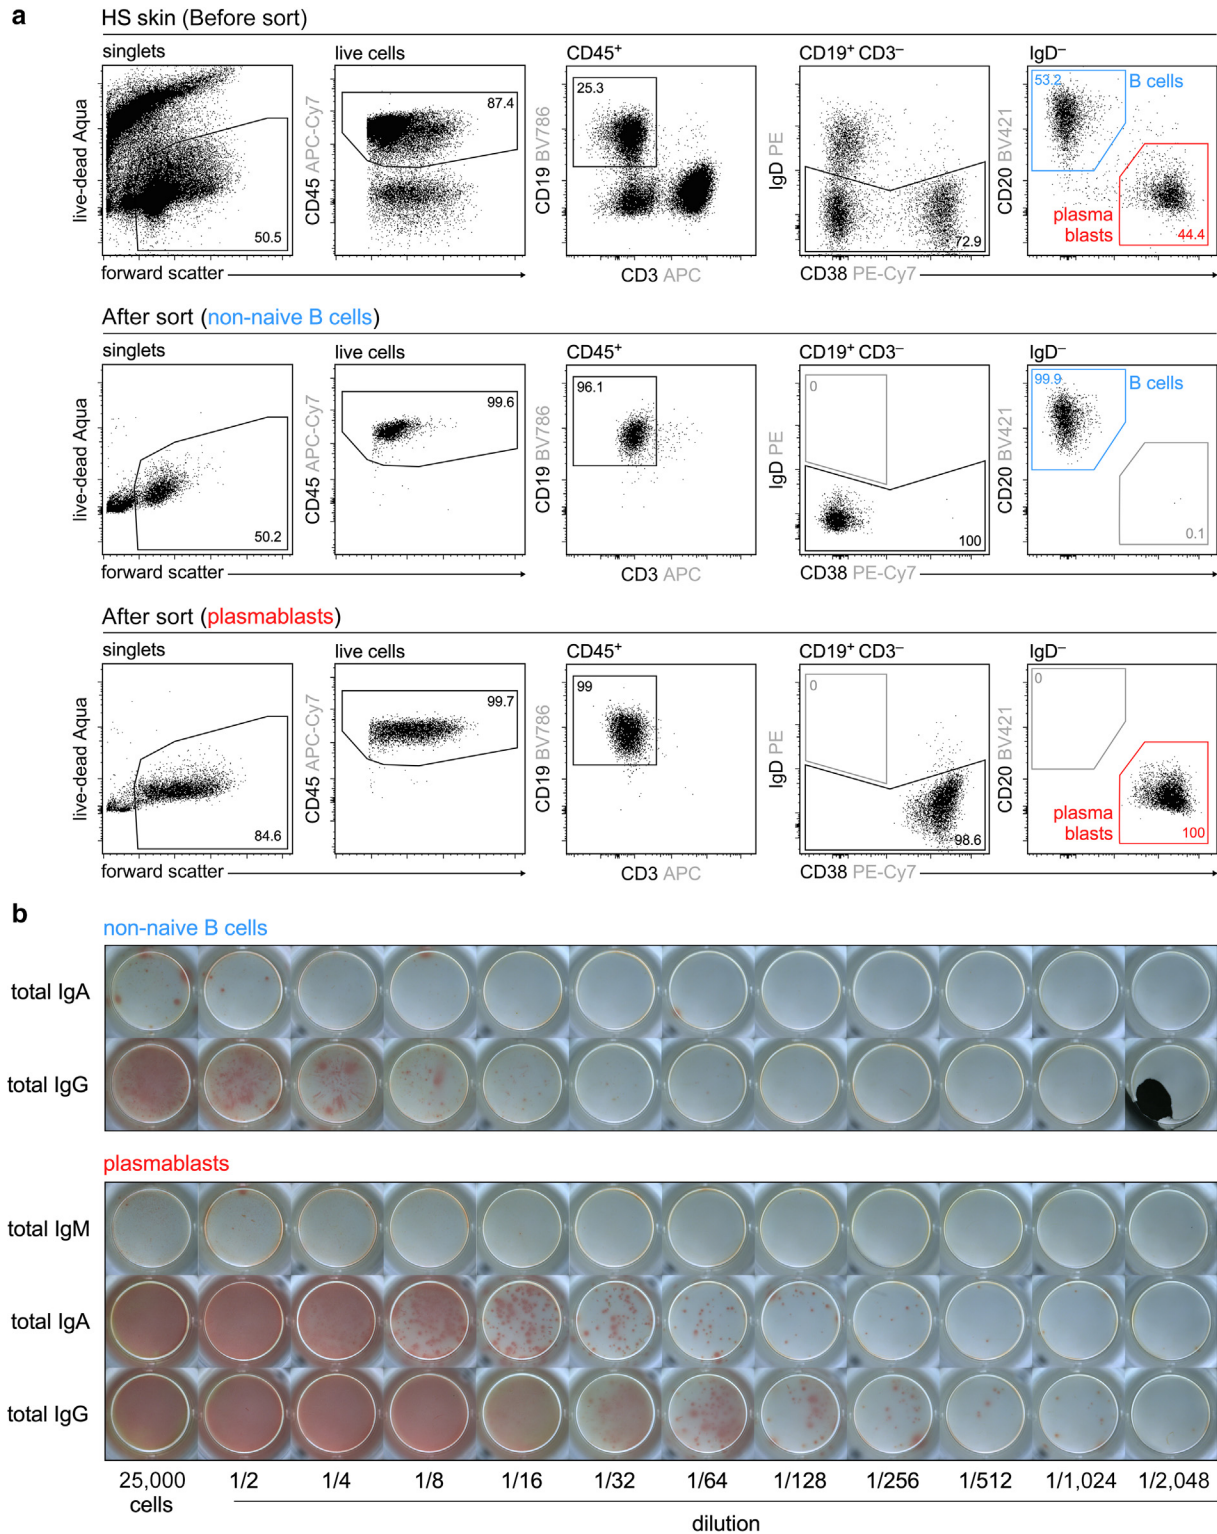 a
HS skin (Before sort)
singlets
live cells
CD45+
CD19+ CD3–
IgD–
live-dead Aqua
50.5
CD45 APC-Cy7
87.4
CD19 BV786
25.3
IgD PE
72.9
CD20 BV421
53.2
B cells
plasma
blasts
44.4
forward scatter
CD3 APC
CD38 PE-Cy7
After sort (non-naive B cells)
singlets
live cells
CD45+
CD19+ CD3–
IgD–
live-dead Aqua
50.2
CD45 APC-Cy7
99.6
CD19 BV786
96.1
IgD PE
0
100
CD20 BV421
99.9
B cells
0.1
forward scatter
CD3 APC
CD38 PE-Cy7
After sort (plasmablasts)
singlets
live cells
CD45+
CD19+ CD3–
IgD–
live-dead Aqua
84.6
CD45 APC-Cy7
99.7
CD19 BV786
99
IgD PE
0
98.6
CD20 BV421
0
plasma
blasts
100
forward scatter
CD3 APC
CD38 PE-Cy7
b
non-naive B cells
total IgA
total IgG
plasmablasts
total IgM
total IgA
total IgG
25,000 1/2 1/4 1/8 1/16 1/32 1/64 1/128 1/256 1/512 1/1,024 1/2,048
cells
dilution